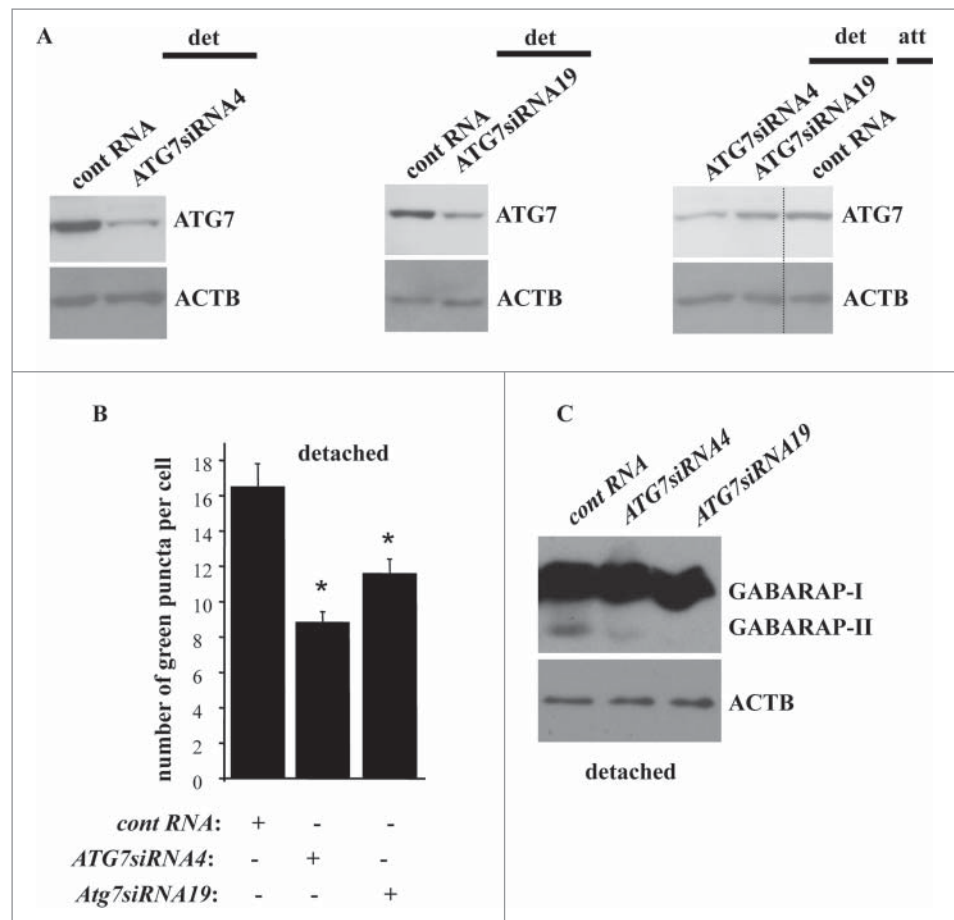 A
det
det
det att
cont RNA
ATG7siRNA4
cont RNA
ATG7siRNA19
ATG7siRNA4
ATG7siRNA19
cont RNA
ATG7
ATG7
ATG7
ACTB
ACTB
ACTB
B
detached
number of green puncta per cell
18
16
14
12
10
8
6
4
2
0
*
*
cont RNA: + - -
ATG7siRNA4: - + -
Atg7siRNA19: - - +
C
cont RNA
ATG7siRNA4
ATG7siRNA19
GABARAP-I
GABARAP-II
ACTB
detached